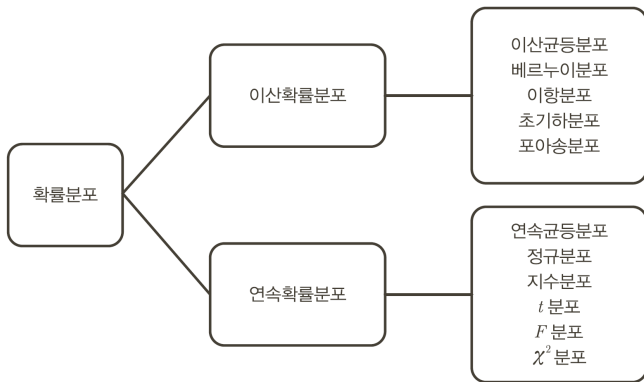 확률분포
이산확률분포
이산균등분포
베르누이분포
이항분포
초기하분포
포아송분포
연속확률분포
연속균등분포
정규분포
지수분포
t 분포
F 분포
χ² 분포